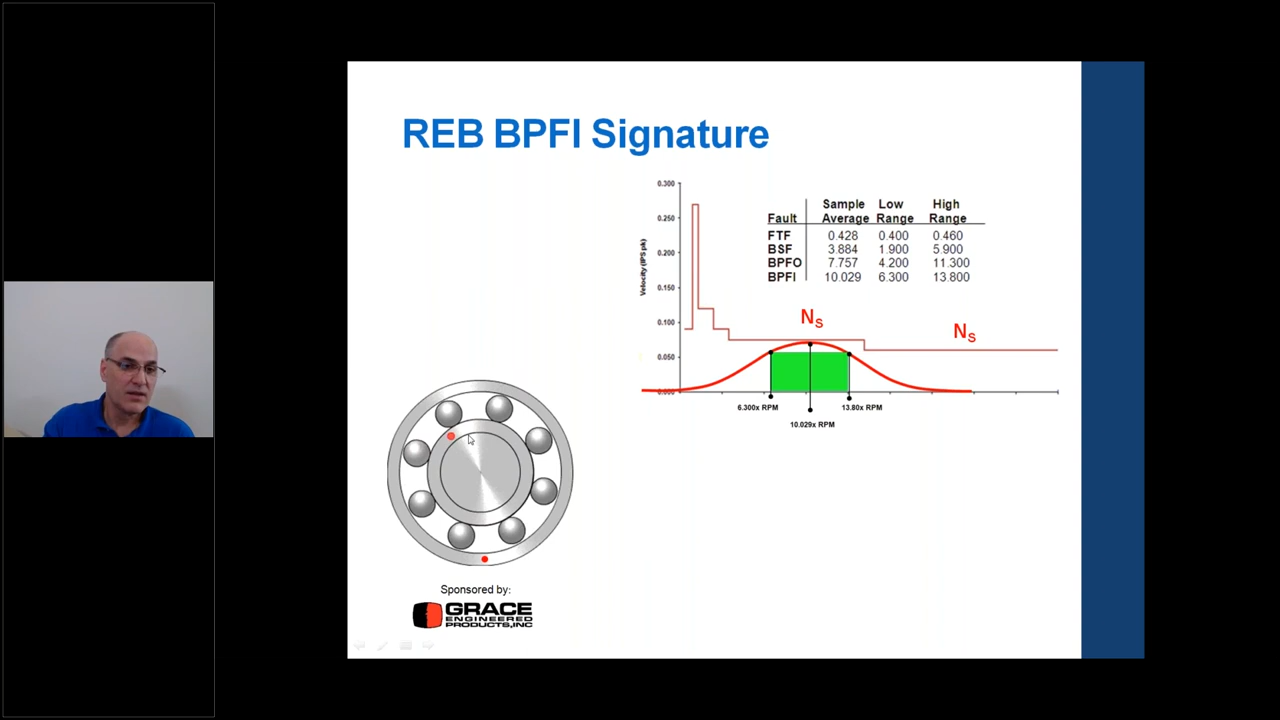 REB BPFI Signature
0.300
0.250
0.200
0.150
0.100
0.050
0.000
Velocity (IPS pk)
Sample Low High
Fault Average Range Range
FTF 0.428 0.400 0.460
BSF 3.884 1.900 5.900
BPFO 7.757 4.200 11.300
BPFI 10.029 6.300 13.800
NS
NS
6.300x RPM
13.80x RPM
10.029x RPM
Sponsored by:
GRACE
ENGINEERED
PRODUCTS, INC